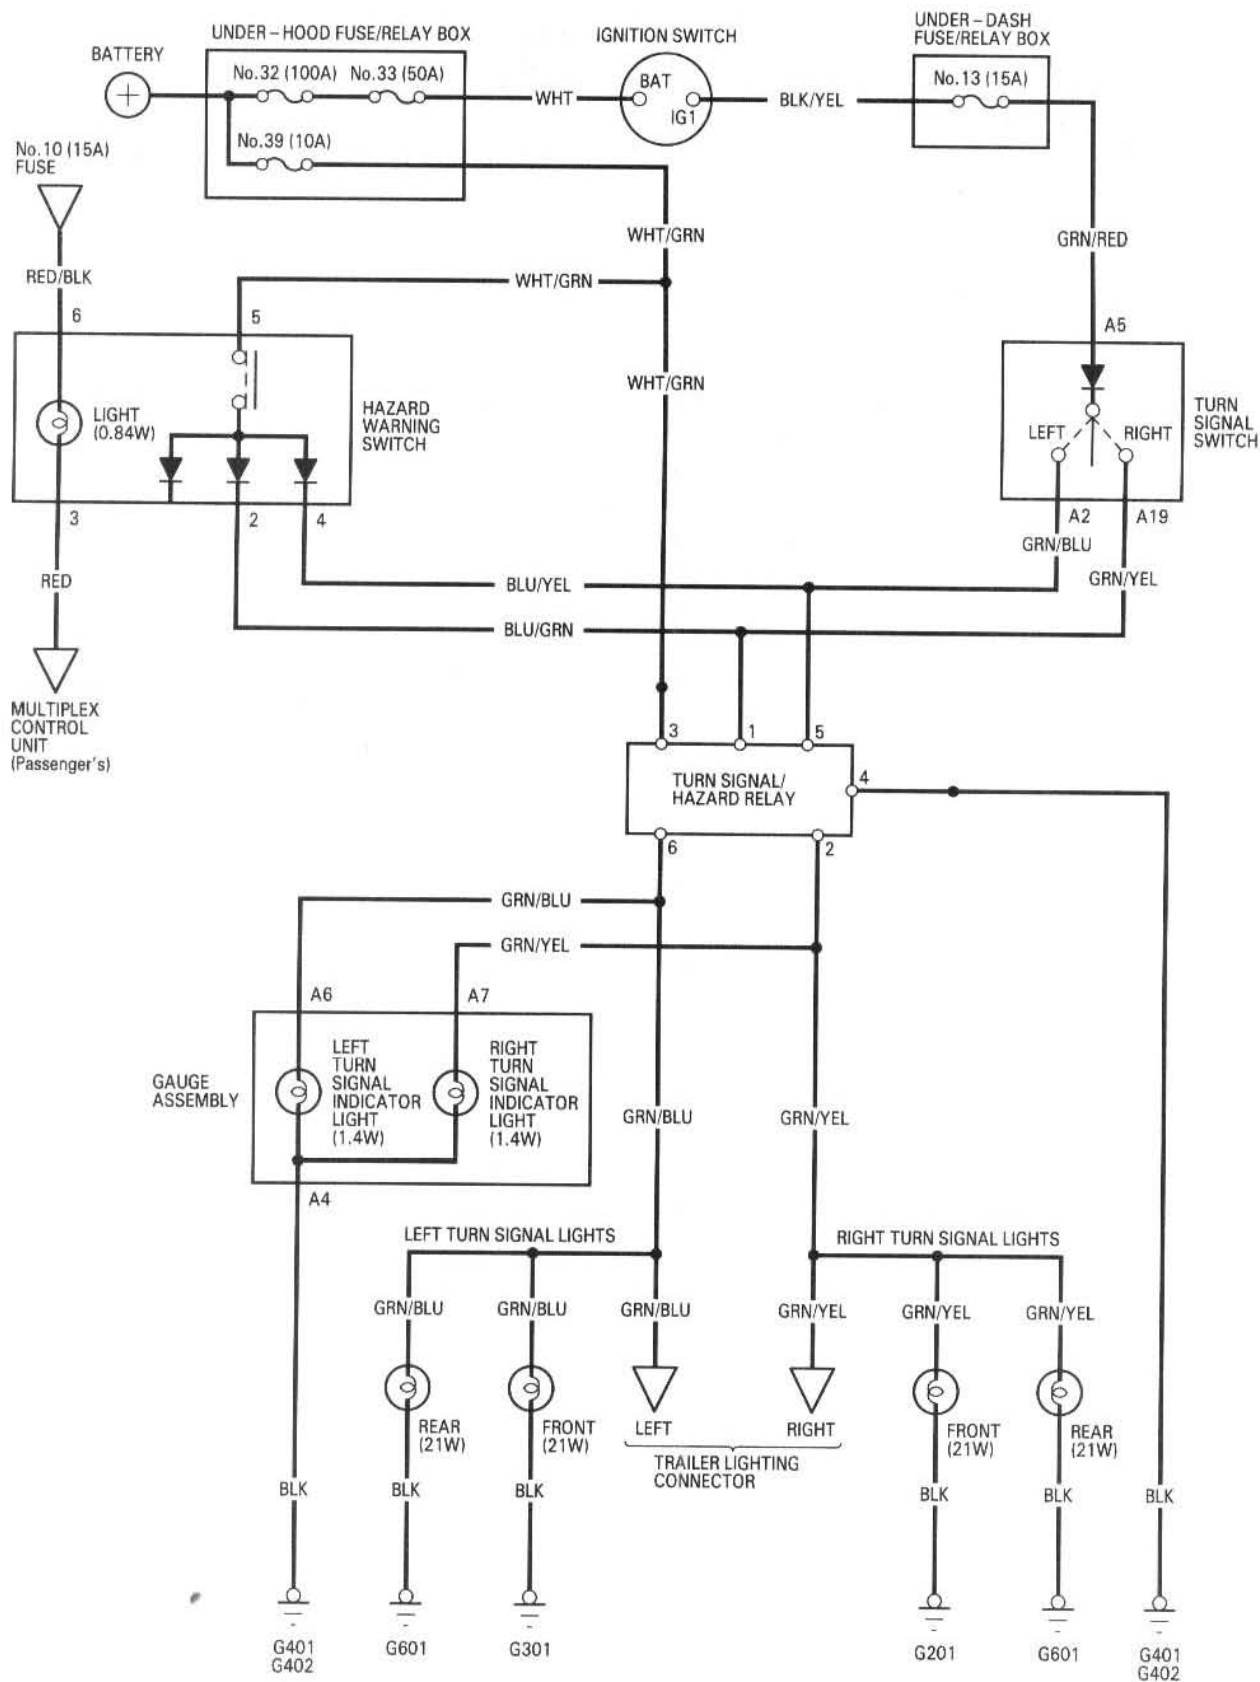 UNDER-HOOD FUSE/RELAY BOX
IGNITION SWITCH
UNDER-DASH
FUSE/RELAY BOX
BATTERY
No.32 (100A)
No.33 (50A)
BAT
No.13 (15A)
WHT
BLK/YEL
IG1
No.39 (10A)
No.10 (15A)
FUSE
WHT/GRN
GRN/RED
RED/BLK
WHT/GRN
6
5
A5
WHT/GRN
LIGHT
(0.84W)
HAZARD
WARNING
SWITCH
LEFT
RIGHT
TURN
SIGNAL
SWITCH
3
2
4
A2
A19
GRN/BLU
RED
BLU/YEL
GRN/YEL
BLU/GRN
MULTIPLEX
CONTROL
UNIT
(Passenger's)
3
1
5
TURN SIGNAL/
HAZARD RELAY
4
6
2
GRN/BLU
GRN/YEL
A6
A7
GAUGE
ASSEMBLY
LEFT
TURN
SIGNAL
INDICATOR
LIGHT
(1.4W)
RIGHT
TURN
SIGNAL
INDICATOR
LIGHT
(1.4W)
GRN/BLU
GRN/YEL
A4
LEFT TURN SIGNAL LIGHTS
RIGHT TURN SIGNAL LIGHTS
GRN/BLU
GRN/BLU
GRN/BLU
GRN/YEL
GRN/YEL
GRN/YEL
REAR
(21W)
FRONT
(21W)
LEFT
RIGHT
FRONT
(21W)
REAR
(21W)
TRAILER LIGHTING
CONNECTOR
BLK
BLK
BLK
BLK
BLK
BLK
G401
G402
G601
G301
G201
G601
G401
G402